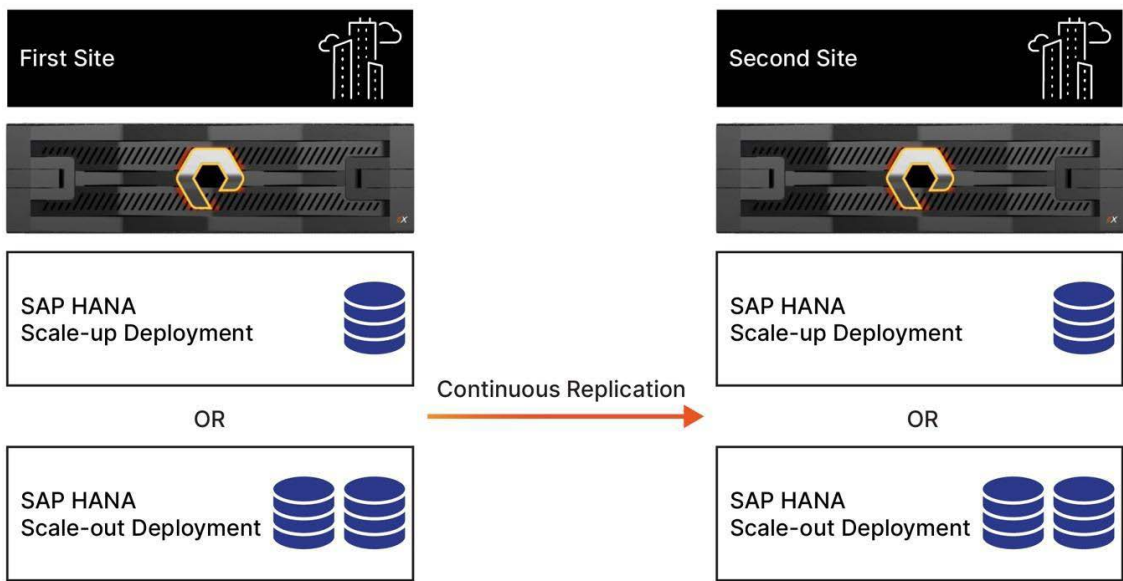 First Site
Second Site
SAP HANA
Scale-up Deployment
SAP HANA
Scale-up Deployment
Continuous Replication
OR
OR
SAP HANA
Scale-out Deployment
SAP HANA
Scale-out Deployment